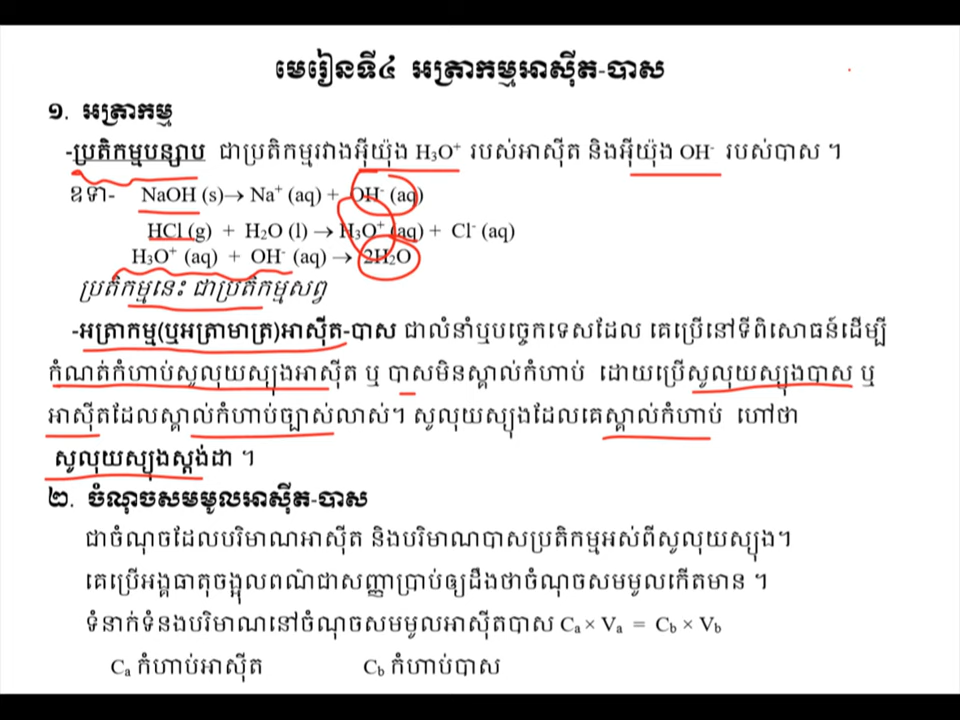 មេរៀនទី៤ អត្រាកម្មអាស៊ីត-បាស
១. អត្រាកម្ម
-ប្រតិកម្មបន្សាប ជាប្រតិកម្មរវាងអ៊ីយ៉ុង H₃O⁺ របស់អាស៊ីត និងអ៊ីយ៉ុង OH⁻ របស់បាស ។
ឧទា- NaOH (s)→ Na⁺ (aq) + OH⁻ (aq)
HCl (g) + H₂O (l) → H₃O⁺ (aq) + Cl⁻ (aq)
H₃O⁺ (aq) + OH⁻ (aq) → 2H₂O
ប្រតិកម្មនេះ ជាប្រតិកម្មសព្វ
-អត្រាកម្ម(ឬអត្រាមាត្រ)អាស៊ីត-បាស ជាលំនាំឬបច្ចេកទេសដែល គេប្រើនៅទីពិសោធន៍ដើម្បី
កំណត់កំហាប់សូលុយស្យុងអាស៊ីត ឬ បាសមិនស្គាល់កំហាប់ ដោយប្រើសូលុយស្យុងបាស ឬ
អាស៊ីតដែលស្គាល់កំហាប់ច្បាស់លាស់។ សូលុយស្យុងដែលគេស្គាល់កំហាប់ ហៅថា
សូលុយស្យុងស្តង់ដា ។
២. ចំណុចសមមូលអាស៊ីត-បាស
ជាចំណុចដែលបរិមាណអាស៊ីត និងបរិមាណបាសប្រតិកម្មអស់ពីសូលុយស្យុង។
គេប្រើអង្គធាតុចង្អុលពណ៌ជាសញ្ញាប្រាប់ឲ្យដឹងថាចំណុចសមមូលកើតមាន ។
ទំនាក់ទំនងបរិមាណនៅចំណុចសមមូលអាស៊ីតបាស Cₐ × Vₐ = C_b × V_b
Cₐ កំហាប់អាស៊ីត C_b កំហាប់បាស